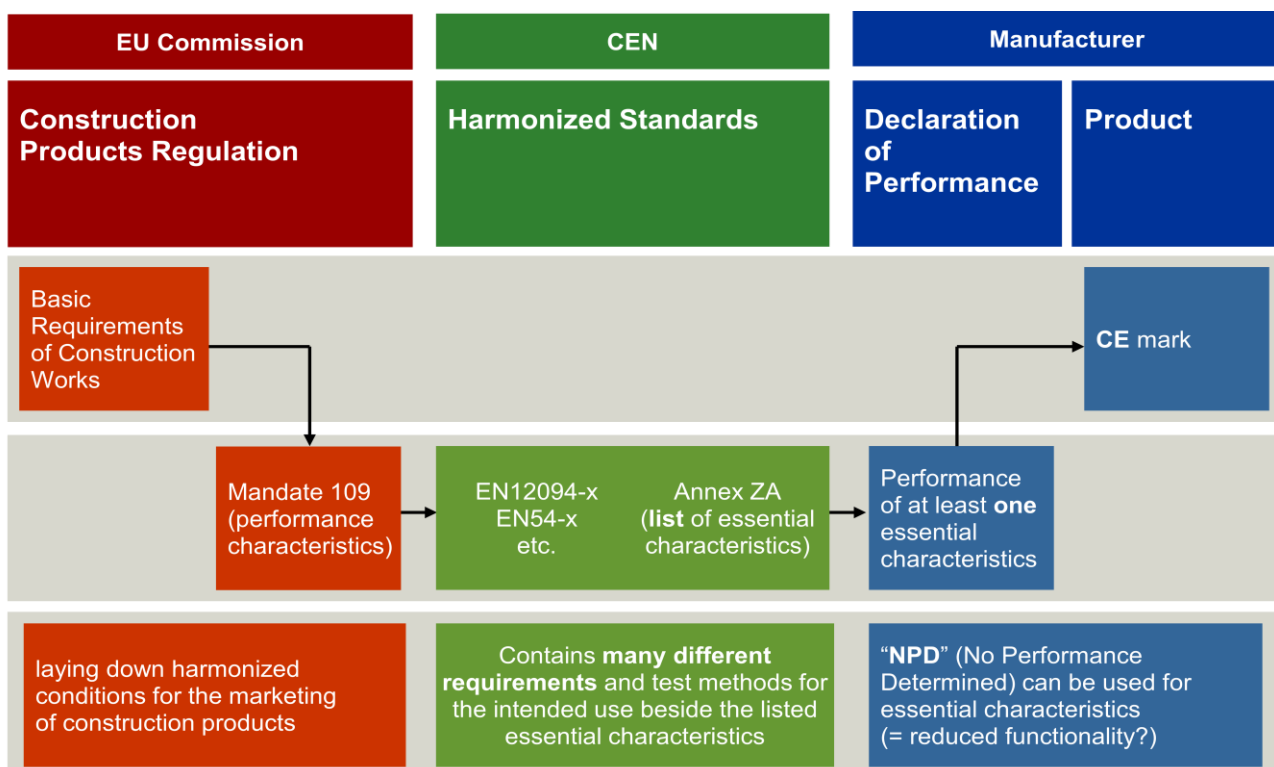 EU Commission
CEN
Manufacturer
Construction
Products Regulation
Harmonized Standards
Declaration
of
Performance
Product
Basic
Requirements
of Construction
Works
CE mark
Mandate 109
(performance
characteristics)
EN12094-x
EN54-x
etc.
Annex ZA
(list of essential
characteristics)
Performance
of at least one
essential
characteristics
laying down harmonized
conditions for the marketing
of construction products
Contains many different
requirements and test methods for
the intended use beside the listed
essential characteristics
“NPD” (No Performance
Determined) can be used for
essential characteristics
(= reduced functionality?)